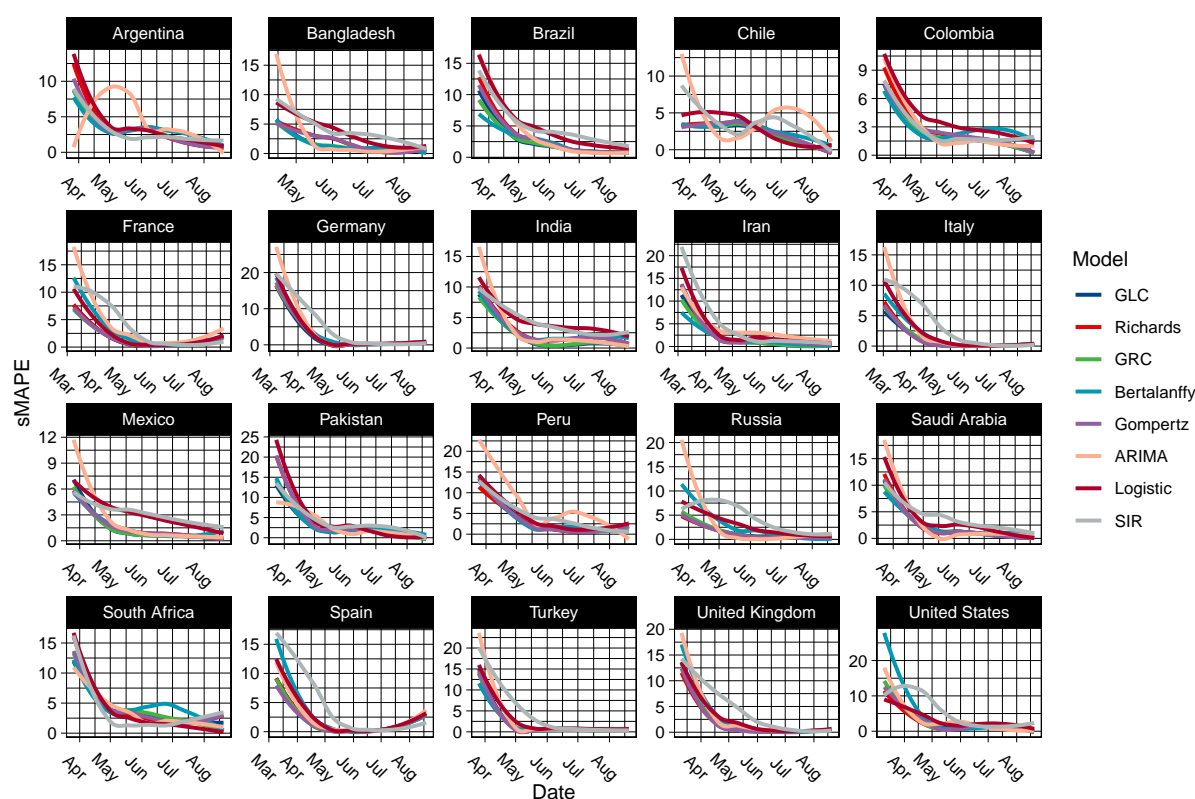 Argentina Bangladesh Brazil Chile Colombia
10
5
0
15
10
5
0
15
10
5
0
10
5
0
9
6
3
0
Apr May Jun Jul Aug
May Jun Jul Aug
Apr May Jun Jul Aug
Apr May Jun Jul Aug
Apr May Jun Jul Aug
France Germany India Iran Italy
15
10
5
0
20
10
0
15
10
5
0
20
15
10
5
0
15
10
5
0
Mar Apr May Jun Jul Aug
Mar Apr May Jun Jul Aug
Apr May Jun Jul Aug
Mar Apr May Jun Jul Aug
Mar Apr May Jun Jul Aug
Mexico Pakistan Peru Russia Saudi Arabia
12
9
6
3
0
25
20
15
10
5
0
20
15
10
5
0
20
15
10
5
0
15
10
5
0
Apr May Jun Jul Aug
Apr May Jun Jul Aug
Apr May Jun Jul Aug
Apr May Jun Jul Aug
Apr May Jun Jul Aug
South Africa Spain Turkey United Kingdom United States
15
10
5
0
15
10
5
0
20
15
10
5
0
20
15
10
5
0
20
10
0
Apr May Jun Jul Aug
Mar Apr May Jun Jul Aug
Apr May Jun Jul Aug
Apr May Jun Jul Aug
Apr May Jun Jul Aug
Date
sMAPE
Model
GLC
Richards
GRC
Bertalanffy
Gompertz
ARIMA
Logistic
SIR